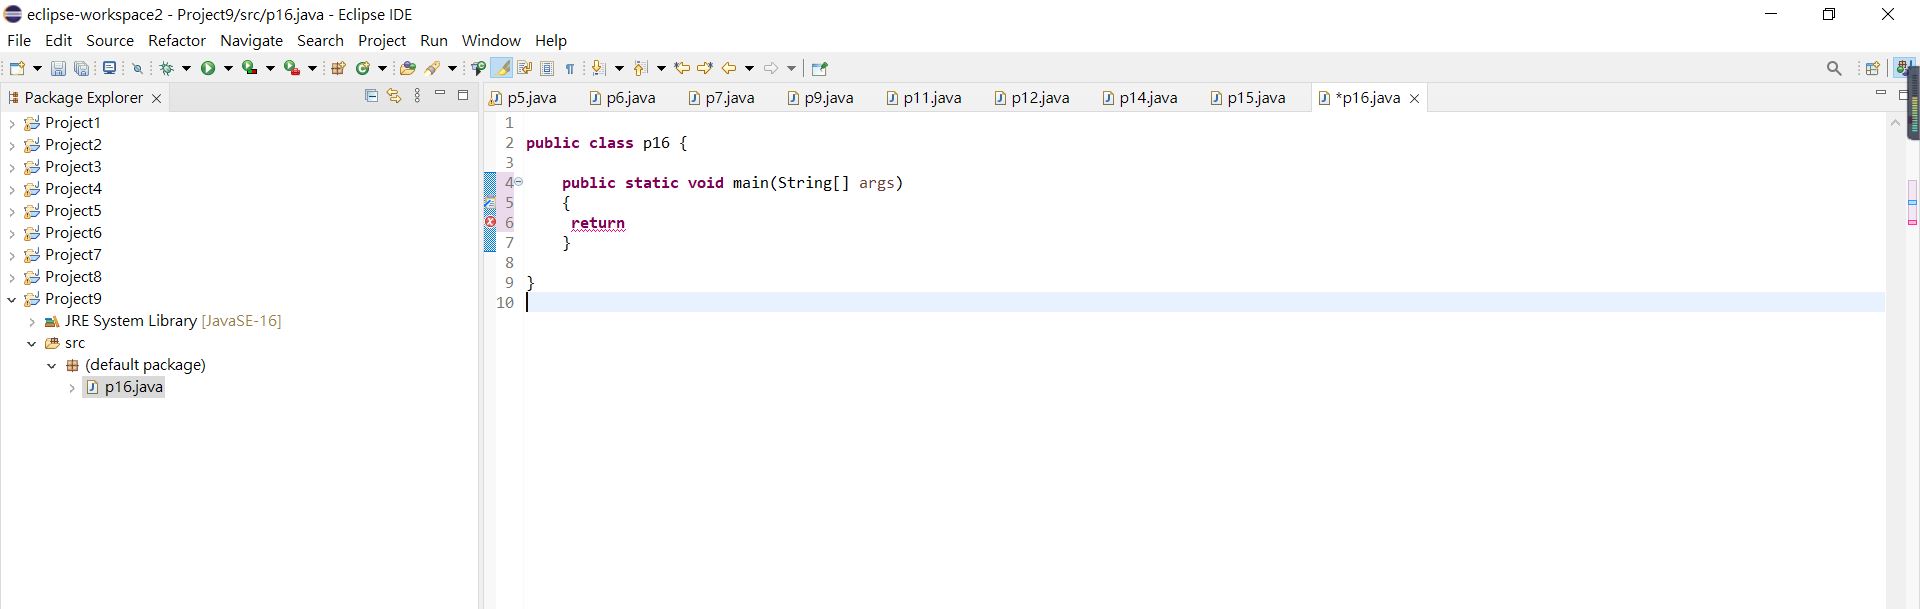 eclipse-workspace2 - Project9/src/p16.java - Eclipse IDE
File Edit Source Refactor Navigate Search Project Run Window Help
Package Explorer
p5.java p6.java p7.java p9.java p11.java p12.java p14.java p15.java *p16.java
Project1
Project2
Project3
Project4
Project5
Project6
Project7
Project8
Project9
JRE System Library [JavaSE-16]
src
(default package)
p16.java
1
2 public class p16 {
3
4 public static void main(String[] args)
5 {
6 return
7 }
8
9 }
10